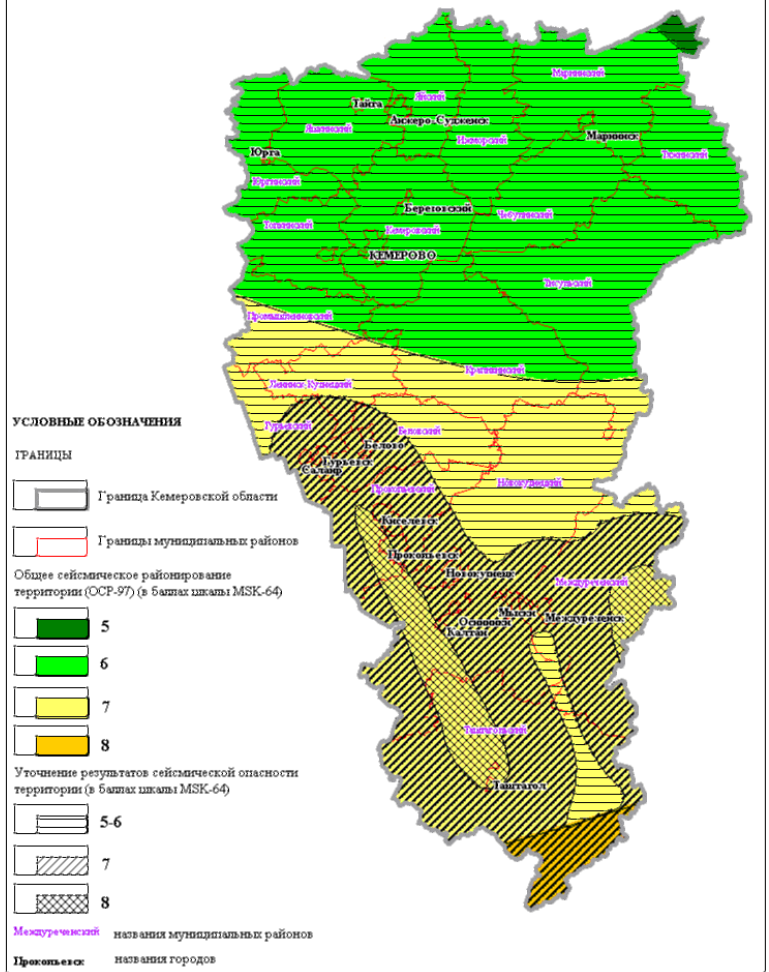 Мариинский
Яйский
Тайга
Анжеро-Судженск
Яшкинский
Ижморский
Мариинск
Юрга
Тяжинский
Юргинский
Березовский
Чебулинский
Топкинский
Кемеровский
КЕМЕРОВО
Тисульский
Промышленновский
Крапивинский
Ленинск-Кузнецкий
Гурьевский
Беловский
Белово
Гурьевск
Салаир
Прокопьевский
Новокузнецкий
Киселевск
Прокопьевск
Новокузнецк
Междуреченский
Мыски
Осинники
Междуреченск
Калтан
Таштагольский
Таштагол
УСЛОВНЫЕ ОБОЗНАЧЕНИЯ
ГРАНИЦЫ
Граница Кемеровской области
Границы муниципальных районов
Общее сейсмическое районирование
территории (ОСР-97) (в баллах шкалы MSK-64)
5
6
7
8
Уточнение результатов сейсмической опасности
территории (в баллах шкалы MSK-64)
5-6
7
8
Междуреченский названия муниципальных районов
Прокопьевск названия городов